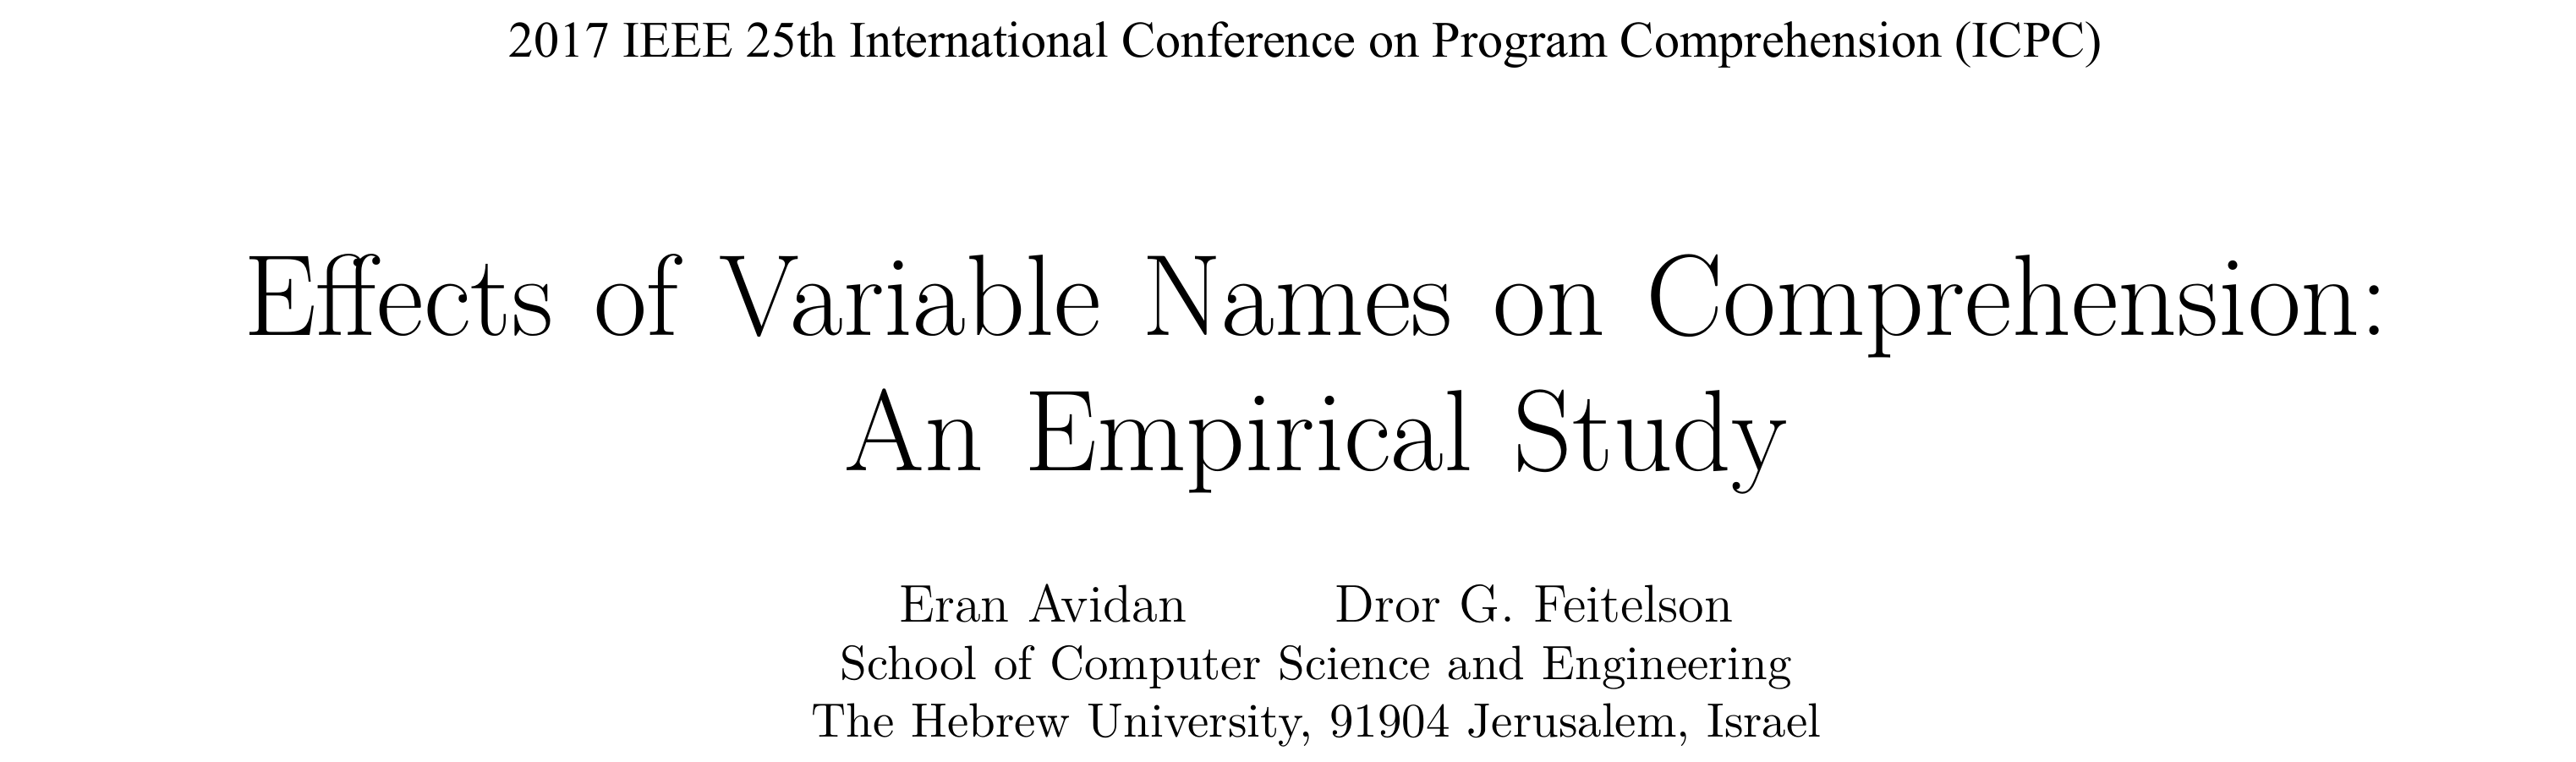 2017 IEEE 25th International Conference on Program Comprehension (ICPC)
Effects of Variable Names on Comprehension:
An Empirical Study
Eran Avidan Dror G. Feitelson
School of Computer Science and Engineering
The Hebrew University, 91904 Jerusalem, Israel